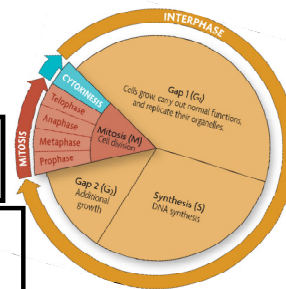 INTERPHASE
Gap 1 (G₁)
Cells grow, carry out normal functions,
and replicate their organelles.
CYTOKINESIS
Telophase
Anaphase
Metaphase
Prophase
MITOSIS
Mitosis (M)
Cell division
Gap 2 (G₂)
Additional
growth
Synthesis (S)
DNA synthesis